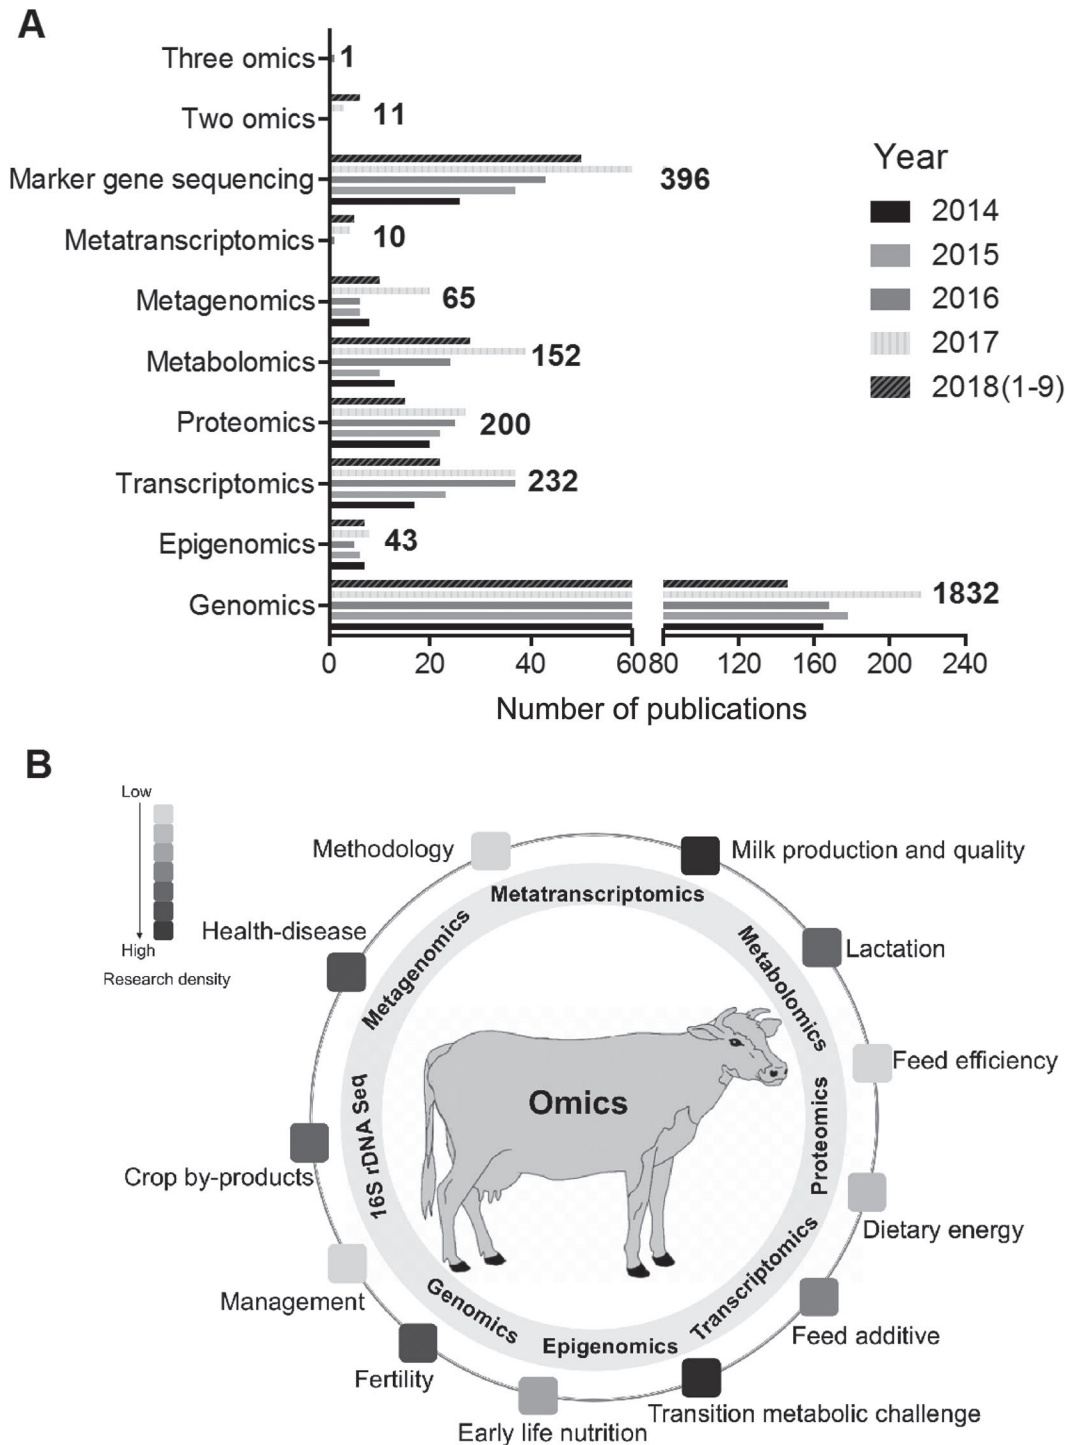 A
Three omics
1
Two omics
11
Marker gene sequencing
396
Metatranscriptomics
10
Metagenomics
65
Metabolomics
152
Proteomics
200
Transcriptomics
232
Epigenomics
43
Genomics
1832
0 20 40 60 80 120 160 200 240
Number of publications
Year
2014
2015
2016
2017
2018(1-9)
B
Low
High
Research density
Methodology
Milk production and quality
Health-disease
Lactation
Feed efficiency
Crop by-products
Dietary energy
Management
Feed additive
Fertility
Early life nutrition
Transition metabolic challenge
Metatranscriptomics
Metagenomics
Metabolomics
16S rDNA Seq
Proteomics
Genomics
Transcriptomics
Epigenomics
Omics